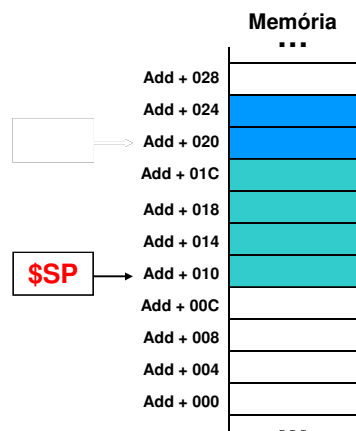 Memória
...
Add + 028
Add + 024
Add + 020
Add + 01C
Add + 018
Add + 014
$SP
Add + 010
Add + 00C
Add + 008
Add + 004
Add + 000
...